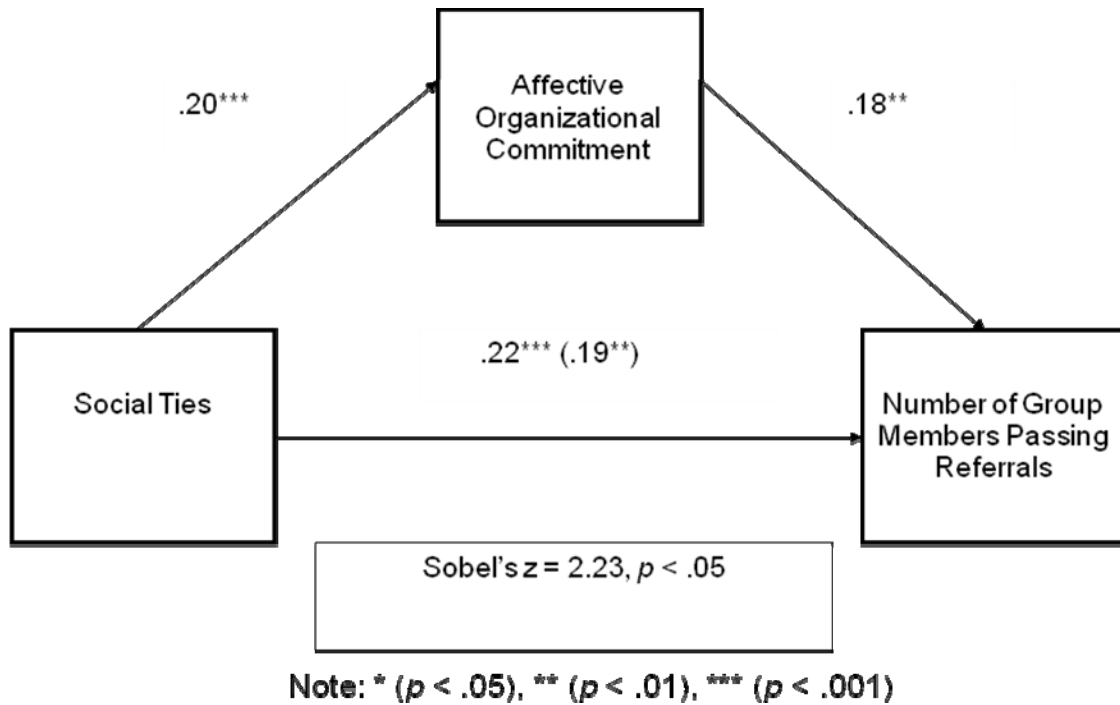 Affective
Organizational
Commitment
.20***
.18**
.22*** (.19**)
Social Ties
Number of Group
Members Passing
Referrals
Sobel's z = 2.23, p < .05
Note: * (p < .05), ** (p < .01), *** (p < .001)